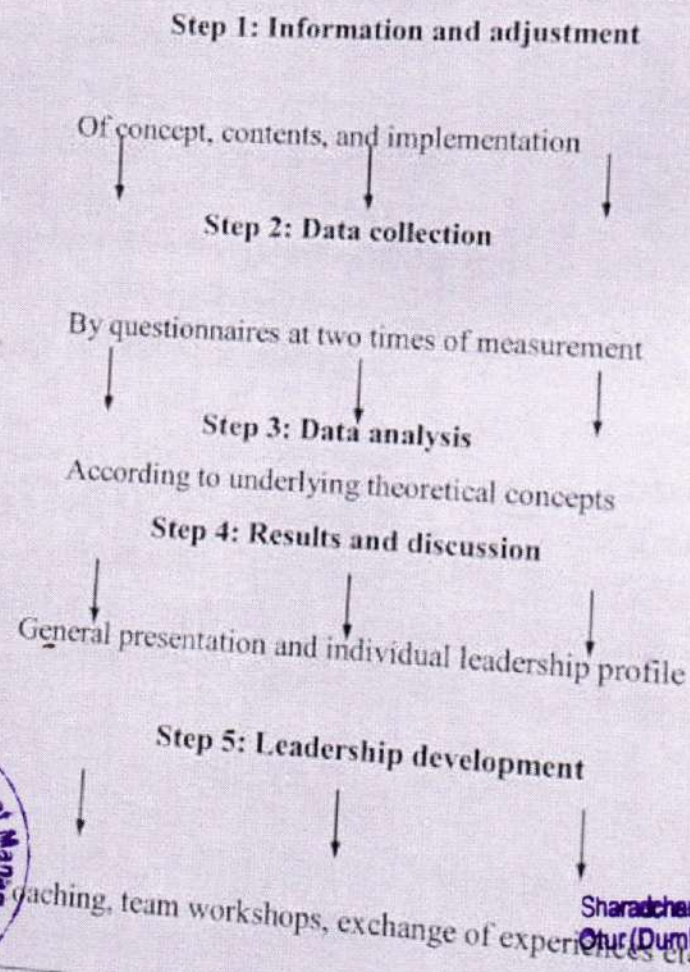 Step 1: Information and adjustment
Of concept, contents, and implementation
Step 2: Data collection
By questionnaires at two times of measurement
Step 3: Data analysis
According to underlying theoretical concepts
Step 4: Results and discussion
General presentation and individual leadership profile
Step 5: Leadership development
oaching, team workshops, exchange of experiences